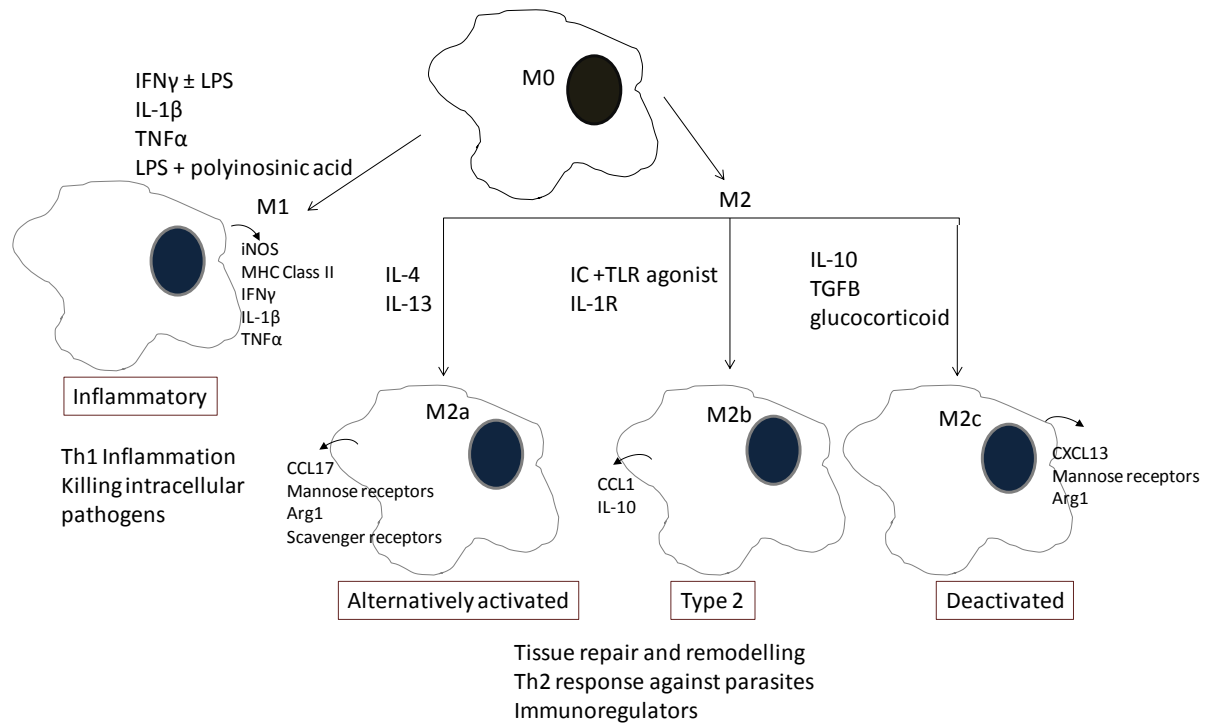 M0
IFNγ ± LPS
IL-1β
TNFα
LPS + polyinosinic acid
M1
iNOS
MHC Class II
IFNγ
IL-1β
TNFα
Inflammatory
Th1 Inflammation
Killing intracellular
pathogens
M2
IL-4
IL-13
IC +TLR agonist
IL-1R
IL-10
TGFB
glucocorticoid
M2a
CCL17
Mannose receptors
Arg1
Scavenger receptors
Alternatively activated
M2b
CCL1
IL-10
Type 2
M2c
CXCL13
Mannose receptors
Arg1
Deactivated
Tissue repair and remodelling
Th2 response against parasites
Immunoregulators